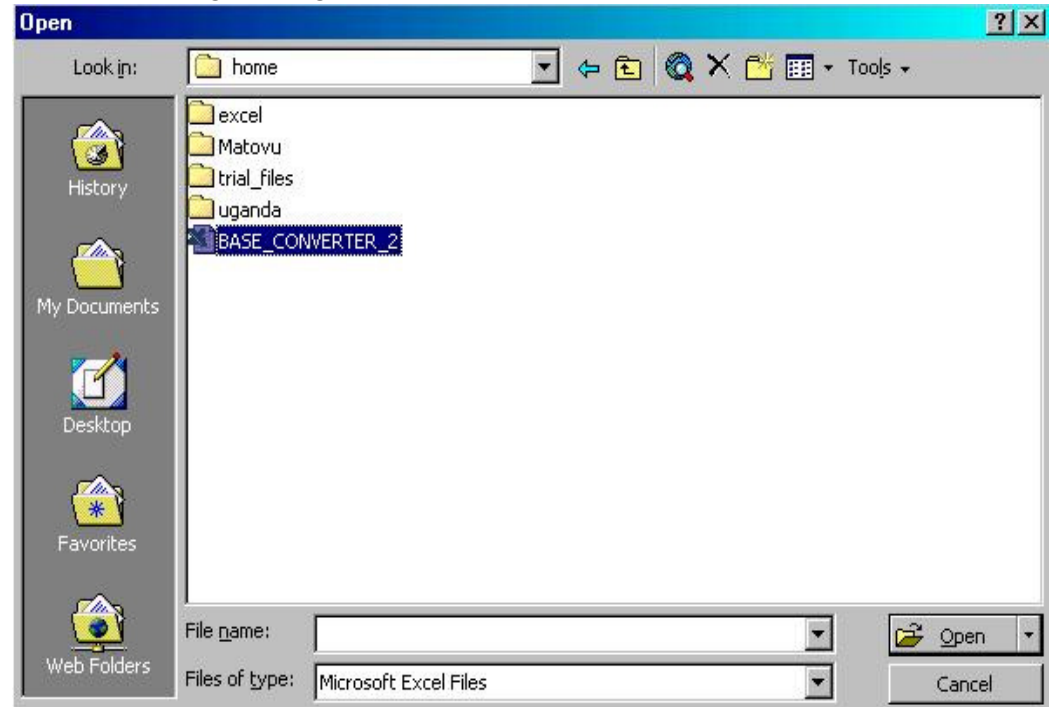 Open
Look in:
home
Tools
excel
Matovu
trial_files
uganda
BASE_CONVERTER_2
History
My Documents
Desktop
Favorites
Web Folders
File name:
Open
Files of type:
Microsoft Excel Files
Cancel